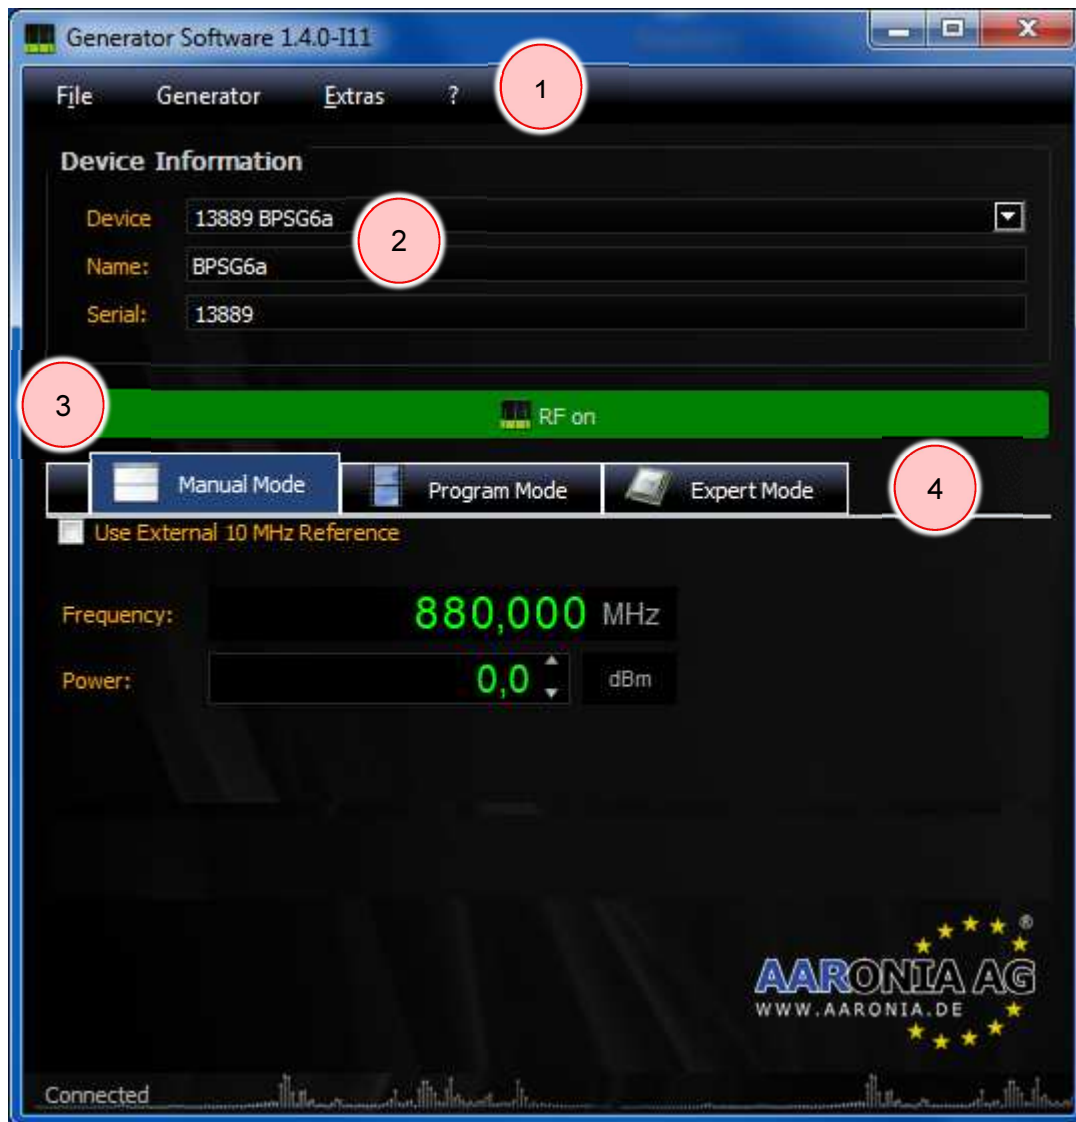 Generator Software 1.4.0-I11
File Generator Extras ?
1
Device Information
Device 13889 BPSG6a
2
Name: BPSG6a
Serial: 13889
3
RF on
Manual Mode Program Mode Expert Mode
4
Use External 10 MHz Reference
Frequency: 880,000 MHz
Power: 0,0 dBm
AARONIA AG ®
WWW.AARONIA.DE
Connected